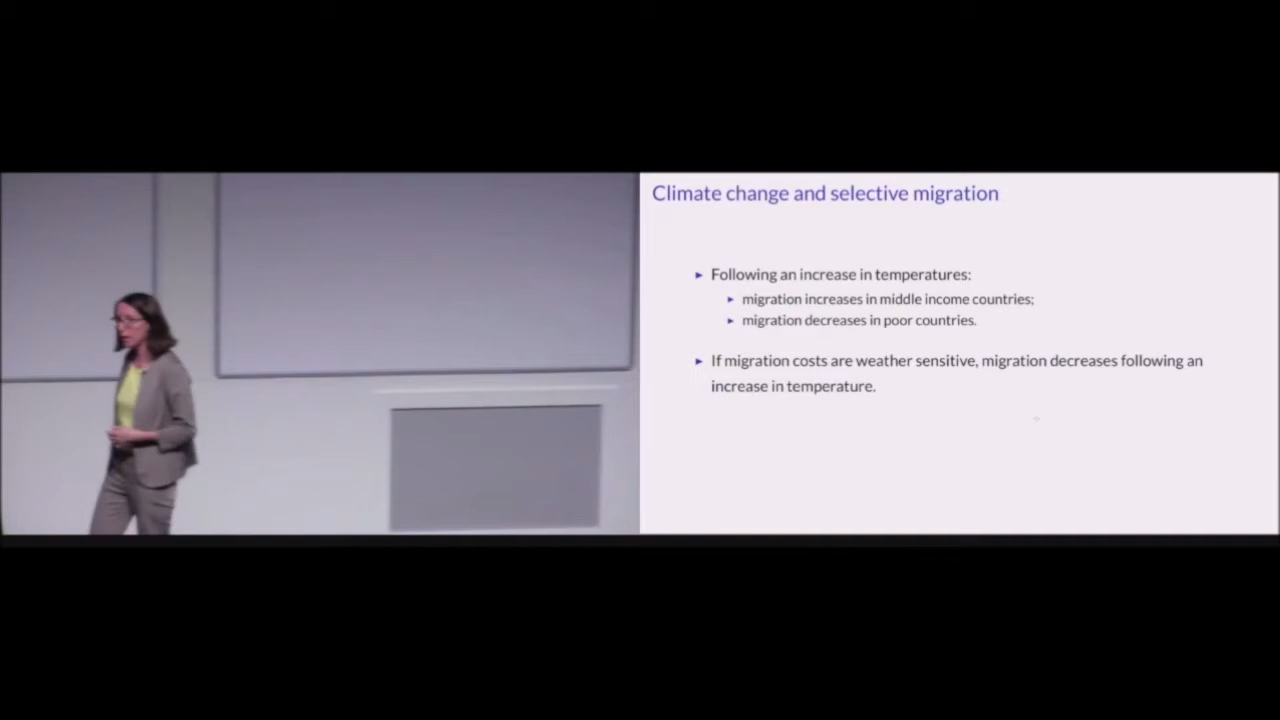 Climate change and selective migration
Following an increase in temperatures:
migration increases in middle income countries;
migration decreases in poor countries.
If migration costs are weather sensitive, migration decreases following an
increase in temperature.